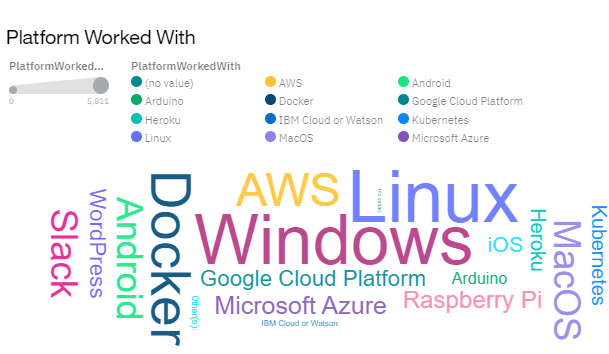 Platform Worked With
PlatformWorked...
0 5,811
PlatformWorkedWith
(no value) AWS Android
Arduino Docker Google Cloud Platform
Heroku IBM Cloud or Watson Kubernetes
Linux MacOS Microsoft Azure
Slack
WordPress
Android
Docker
Other(s):
AWS
Linux
(no value)
Windows
iOS
Heroku
MacOS
Kubernetes
Google Cloud Platform
Arduino
Microsoft Azure
Raspberry Pi
IBM Cloud or Watson